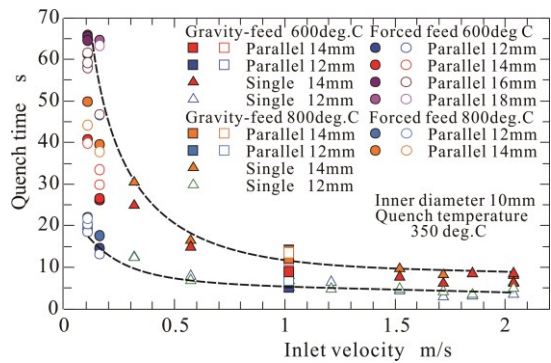 70
60
50
40
30
20
10
0
Quench time s
0
0.5
1
1.5
2
Inlet velocity m/s
Gravity-feed 600deg.C
Parallel 14mm
Parallel 12mm
Single 14mm
Single 12mm
Gravity-feed 800deg.C
Parallel 14mm
Parallel 12mm
Single 14mm
Single 12mm
Forced feed 600deg C
Parallel 12mm
Parallel 14mm
Parallel 16mm
Parallel 18mm
Forced feed 800deg.C
Parallel 12mm
Parallel 14mm
Inner diameter 10mm
Quench temperature
350 deg.C